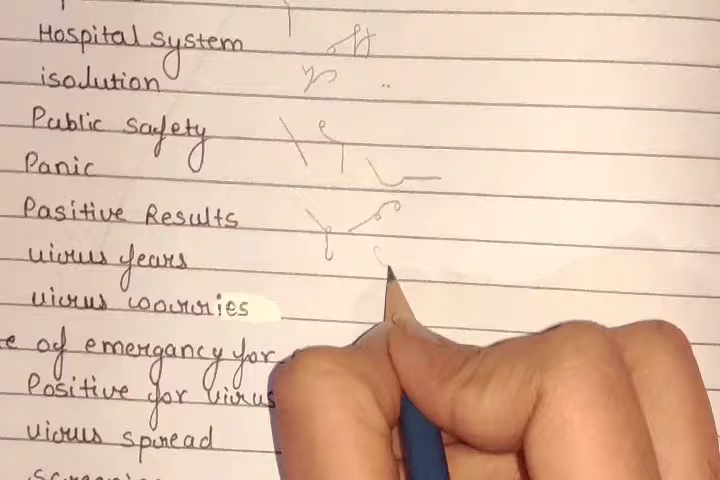 Hospital system
isolution
Public safety
Panic
Pasitive Results
virus fears
virus worries
e of emergancy for
Positive for virus
virus spread